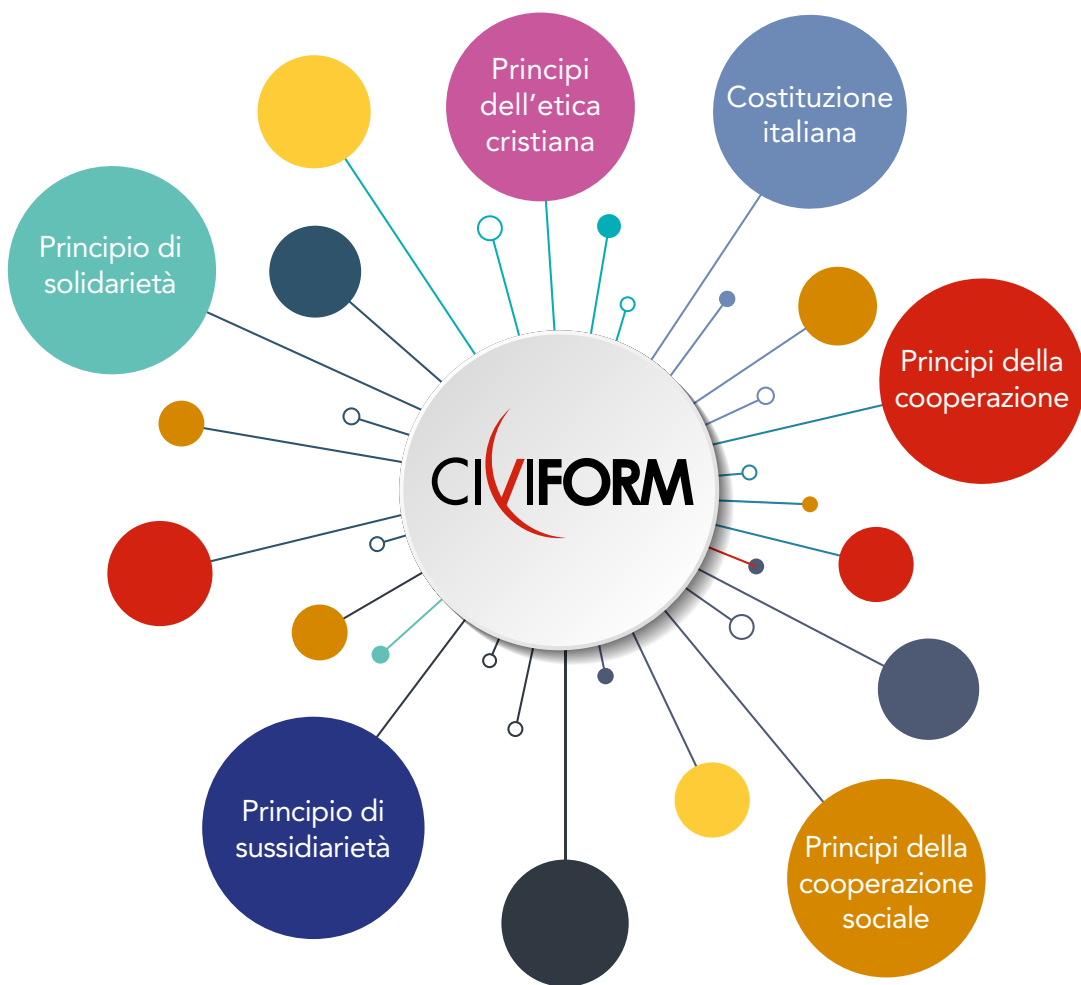 Principi
dell'etica
cristiana
Costituzione
italiana
Principio di
solidarietà
Principi della
cooperazione
CIVIFORM
Principio di
sussidiarietà
Principi della
cooperazione
sociale